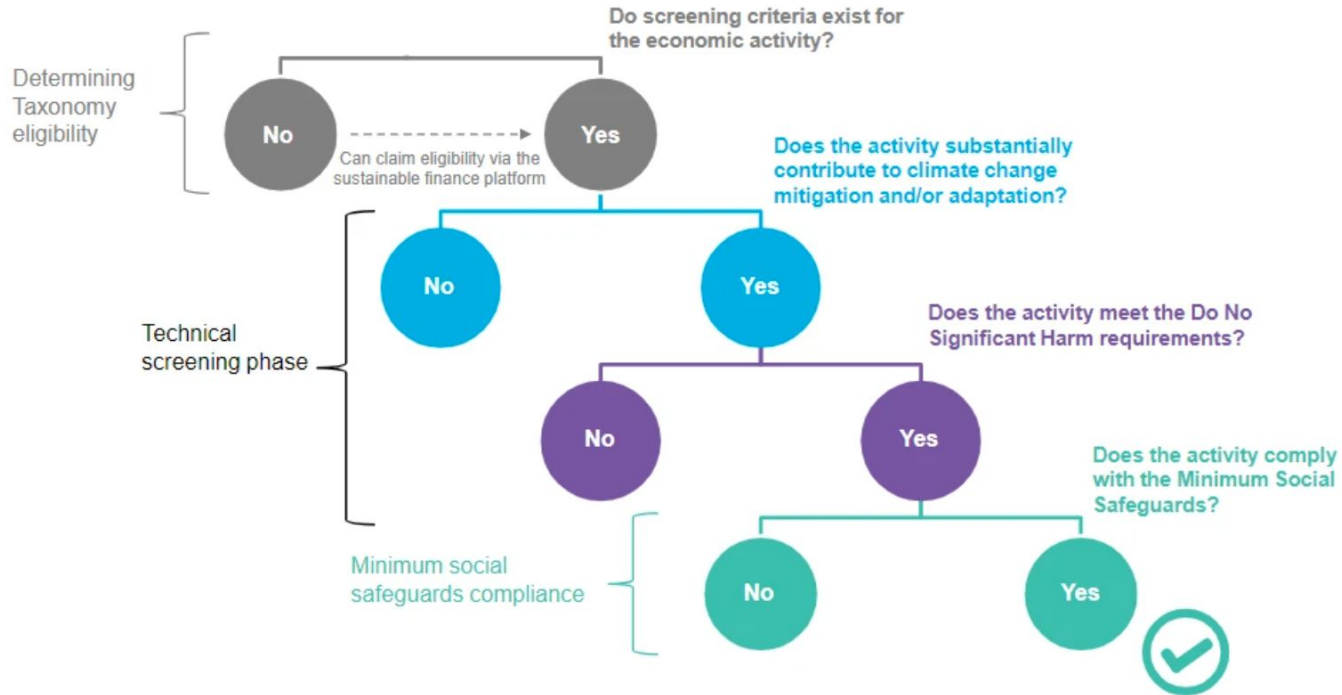 Do screening criteria exist for
the economic activity?
Determining
Taxonomy
eligibility
No
Yes
Can claim eligibility via the
sustainable finance platform
Does the activity substantially
contribute to climate change
mitigation and/or adaptation?
No
Yes
Technical
screening phase
Does the activity meet the Do No
Significant Harm requirements?
No
Yes
Does the activity comply
with the Minimum Social
Safeguards?
Minimum social
safeguards compliance
No
Yes